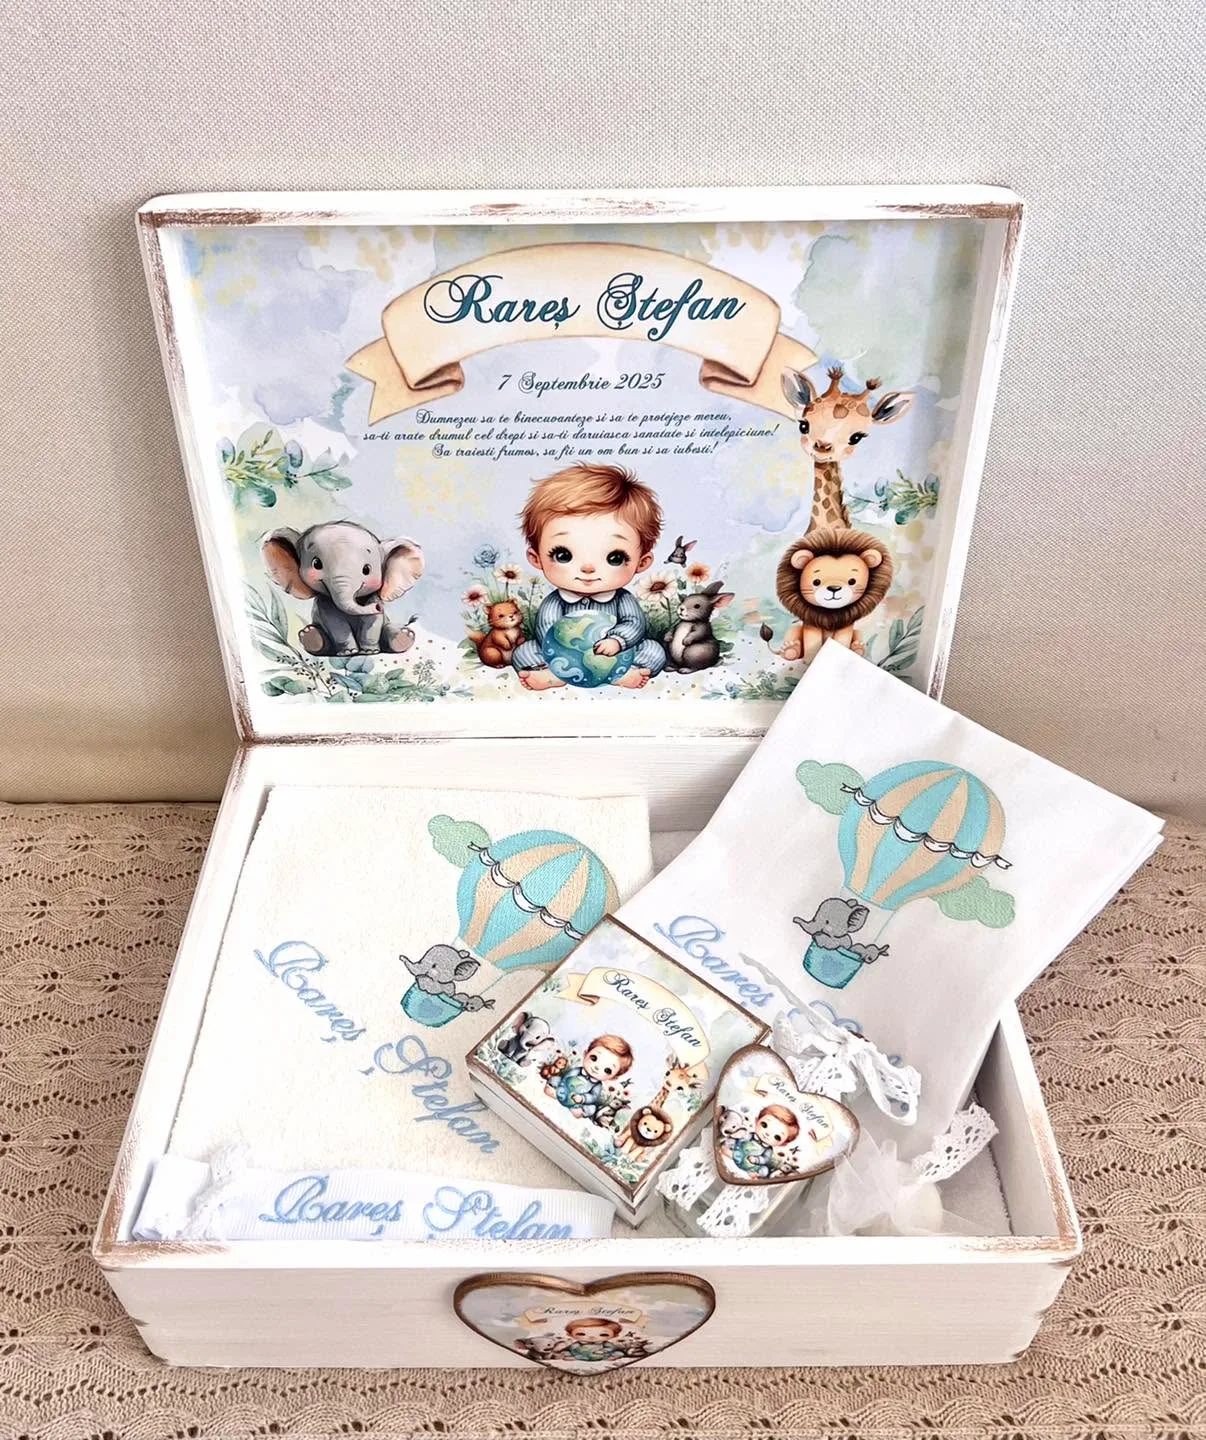 Rareș Ștefan
7 Septembrie 2025
Dumnezeu sa te binecuvanteze si sa te protejeze mereu,
sa-ti arate drumul cel drept si sa-ti daruiasca sanatate si intelepiciune!
Sa traiesti frumos, sa fii un om bun si sa iubesti!
Rareș
Ștefan
Rareș
Rareș Ștefan
Rareș Ștefan
Rareș Ștefan
Rareș Ștefan